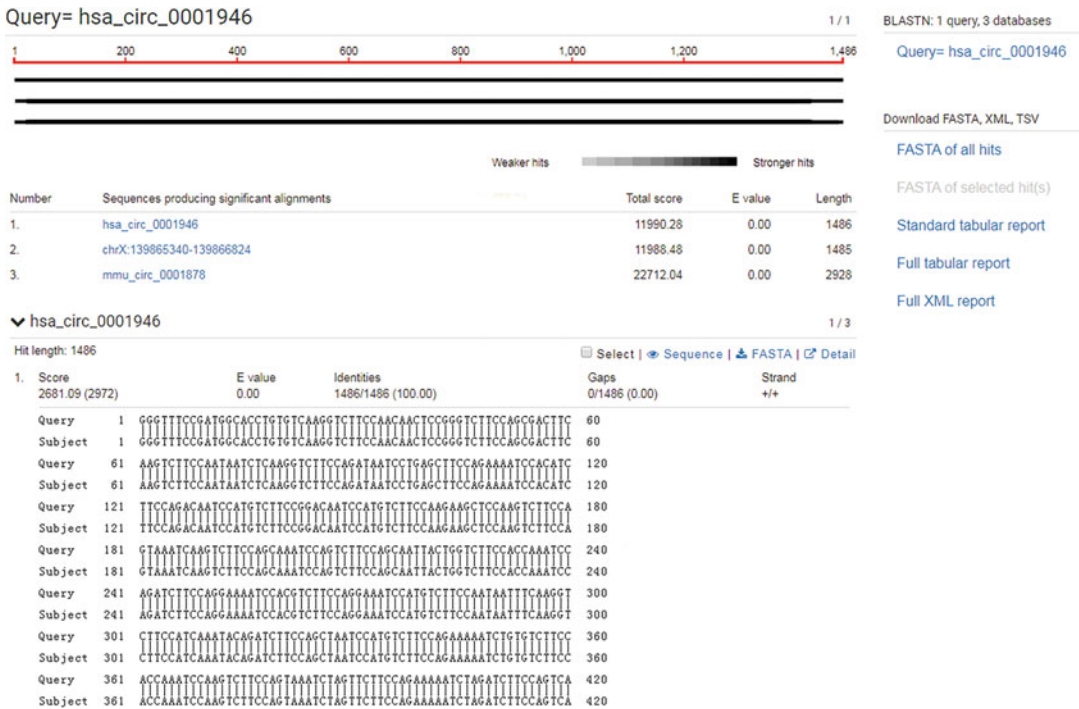 Query= hsa_circ_0001946
1 / 1
1 200 400 600 800 1,000 1,200 1,486
Weaker hits Stronger hits
Number Sequences producing significant alignments Total score E value Length
1. hsa_circ_0001946 11990.28 0.00 1486
2. chrX:139865340-139866824 11988.48 0.00 1485
3. mmu_circ_0001878 22712.04 0.00 2928
hsa_circ_0001946
1 / 3
Hit length: 1486
Select | Sequence | FASTA | Detail
1. Score E value Identities Gaps Strand
2681.09 (2972) 0.00 1486/1486 (100.00) 0/1486 (0.00) +/+
Query 1 GGGTTTCCGATGGCACCTGTGTCAAGGTCTTCCAACAACTCCGGGTCTTCCAGCGACTTC 60
Subject 1 GGGTTTCCGATGGCACCTGTGTCAAGGTCTTCCAACAACTCCGGGTCTTCCAGCGACTTC 60
Query 61 AAGTCTTCCAATAATCTCAAGGTCTTCCAGATAATCCTGAGCTTCCAGAAAATCCACATC 120
Subject 61 AAGTCTTCCAATAATCTCAAGGTCTTCCAGATAATCCTGAGCTTCCAGAAAATCCACATC 120
Query 121 TTCCAGACAATCCATGTCTTCCGGACAATCCATGTCTTCCAAGAAGCTCCAAGTCTTCCA 180
Subject 121 TTCCAGACAATCCATGTCTTCCGGACAATCCATGTCTTCCAAGAAGCTCCAAGTCTTCCA 180
Query 181 GTAAATCAAGTCTTCCAGCAAATCCAGTCTTCCAGCAATTACTGGTCTTCCACCAAATCC 240
Subject 181 GTAAATCAAGTCTTCCAGCAAATCCAGTCTTCCAGCAATTACTGGTCTTCCACCAAATCC 240
Query 241 AGATCTTCCAGGAAAATCCACGTCTTCCAGGAAATCCATGTCTTCCAATAATTTCAAGGT 300
Subject 241 AGATCTTCCAGGAAAATCCACGTCTTCCAGGAAATCCATGTCTTCCAATAATTTCAAGGT 300
Query 301 CTTCCATCAAATACAGATCTTCCAGCTAATCCATGTCTTCCAGAAAAATCTGTGTCTTCC 360
Subject 301 CTTCCATCAAATACAGATCTTCCAGCTAATCCATGTCTTCCAGAAAAATCTGTGTCTTCC 360
Query 361 ACCAAATCCAAGTCTTCCAGTAAATCTAGTTCTTCCAGAAAAATCTAGATCTTCCAGTCA 420
Subject 361 ACCAAATCCAAGTCTTCCAGTAAATCTAGTTCTTCCAGAAAAATCTAGATCTTCCAGTCA 420
BLASTN: 1 query, 3 databases
Query= hsa_circ_0001946
Download FASTA, XML, TSV
FASTA of all hits
FASTA of selected hit(s)
Standard tabular report
Full tabular report
Full XML report